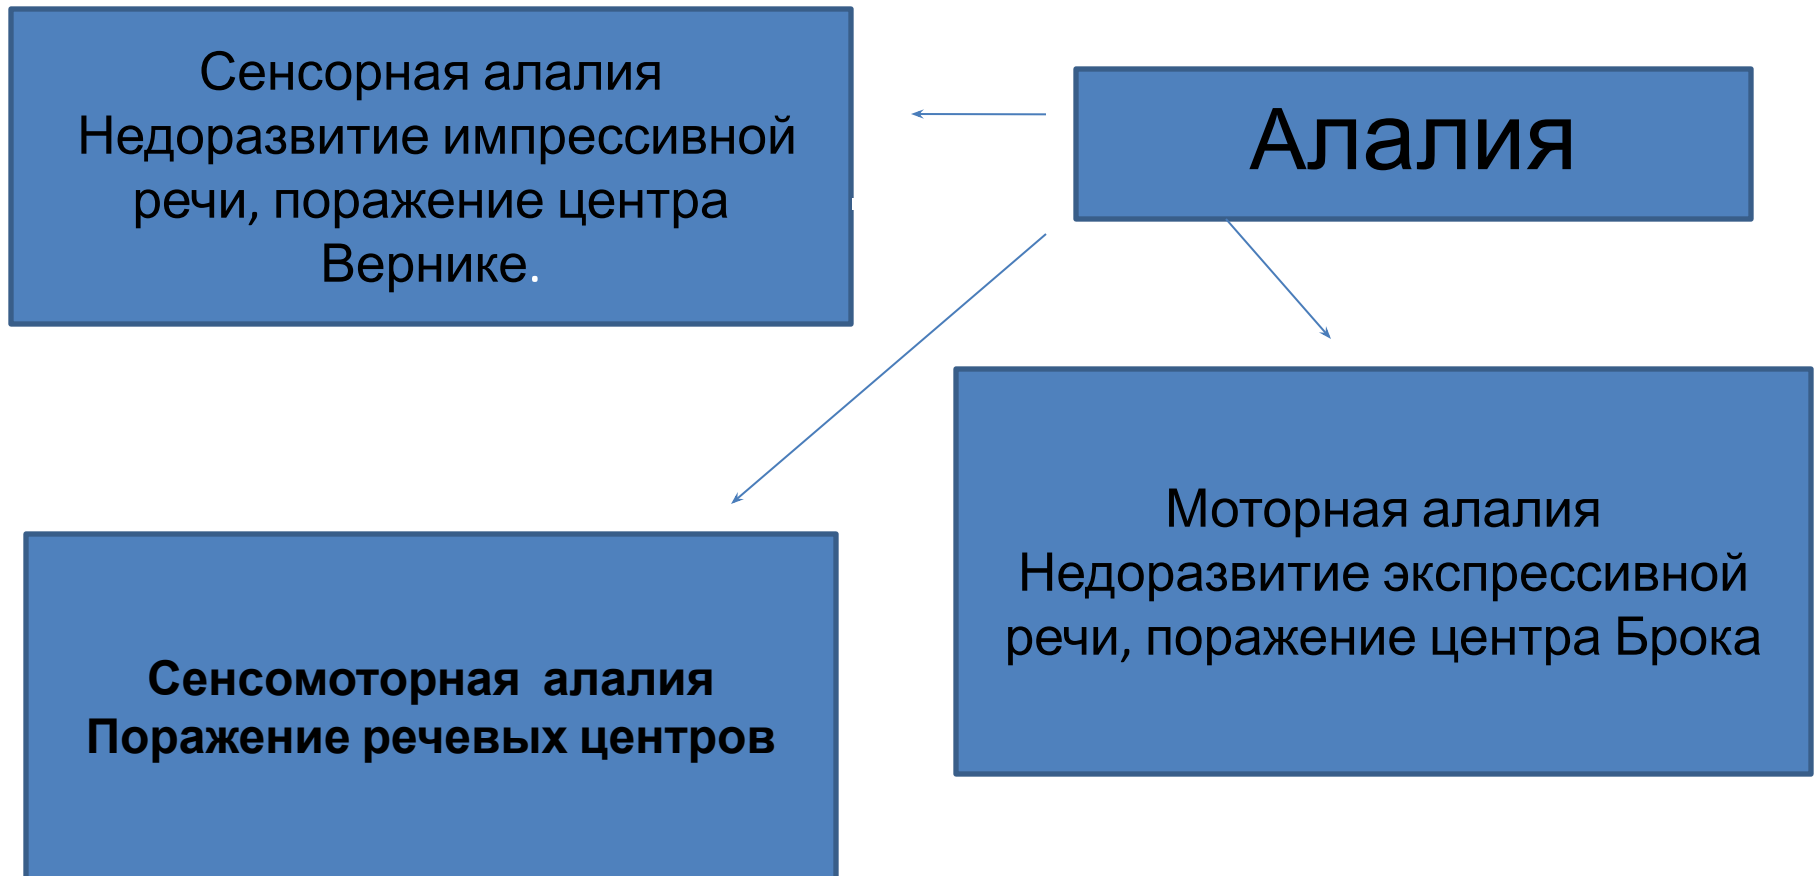 Сенсорная алалия
Недоразвитие импрессивной
речи, поражение центра
Вернике.
Алалия
Сенсомоторная алалия
Поражение речевых центров
Моторная алалия
Недоразвитие экспрессивной
речи, поражение центра Брока